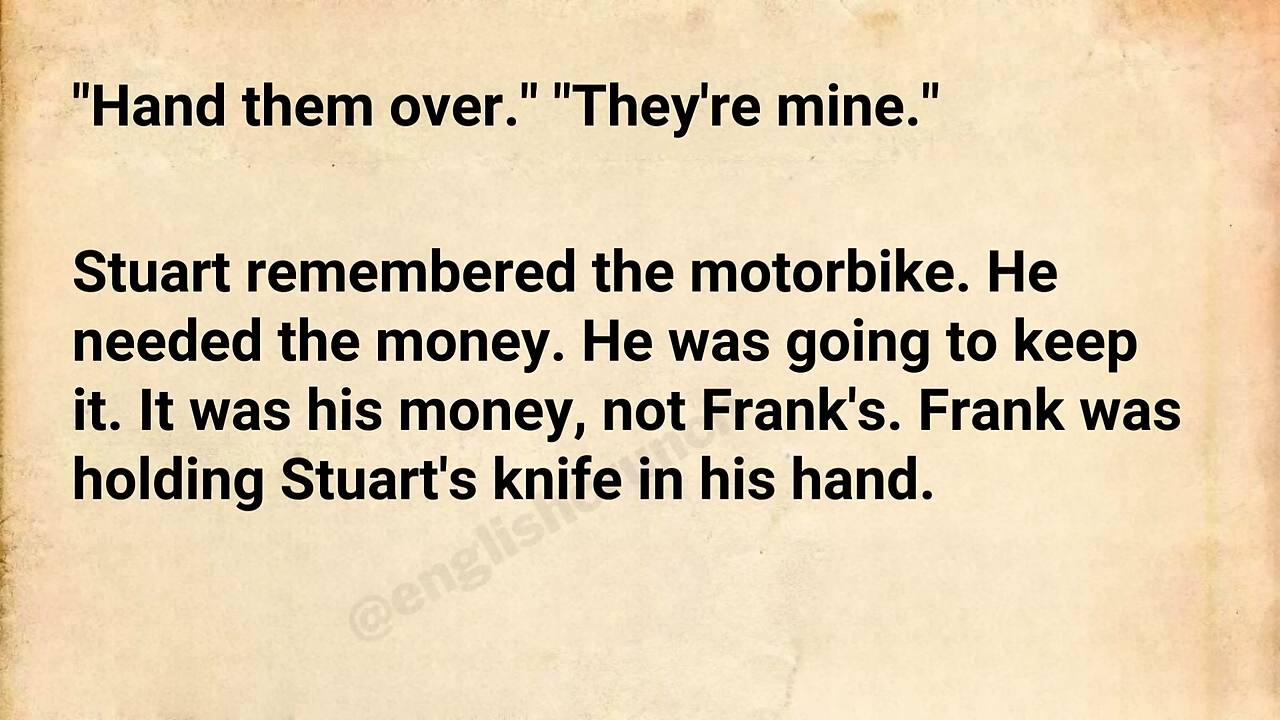 "Hand them over." "They're mine."
Stuart remembered the motorbike. He
needed the money. He was going to keep
it. It was his money, not Frank's. Frank was
holding Stuart's knife in his hand.